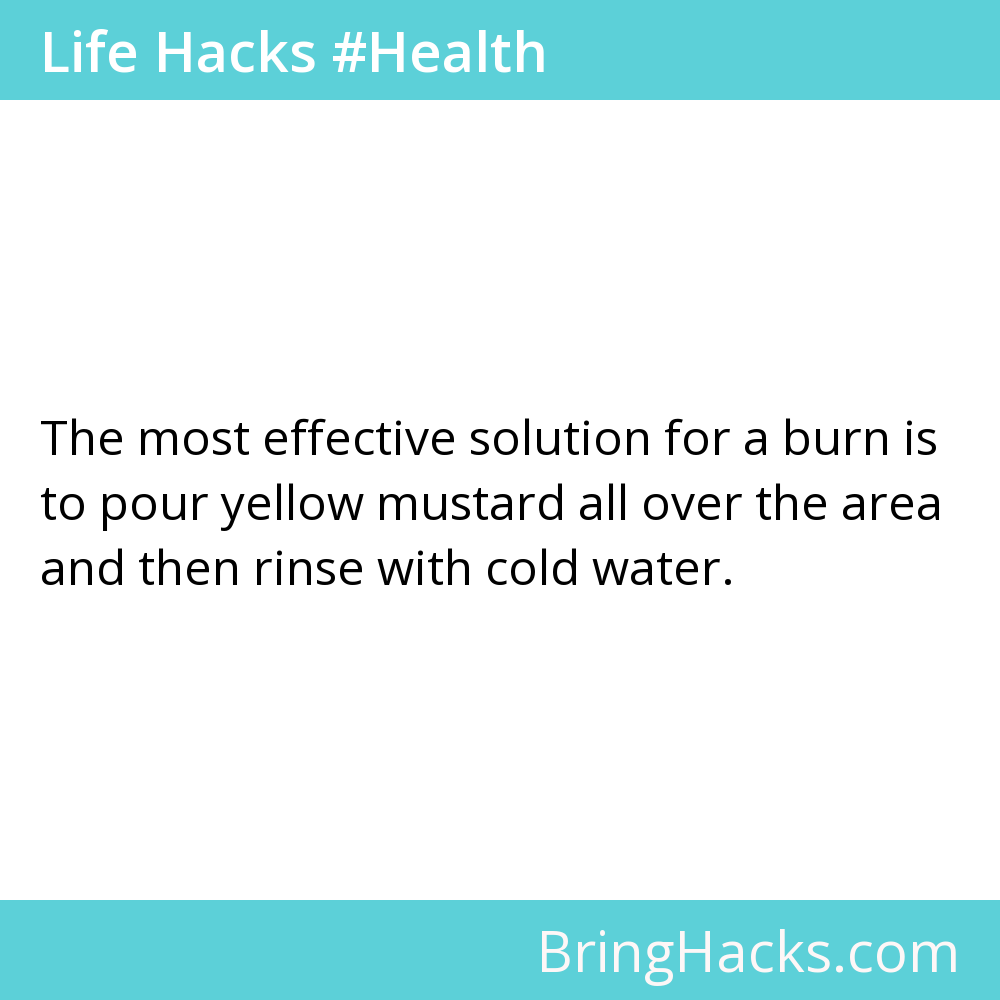 Life Hacks #Health
The most effective solution for a burn is
to pour yellow mustard all over the area
and then rinse with cold water.
BringHacks.com